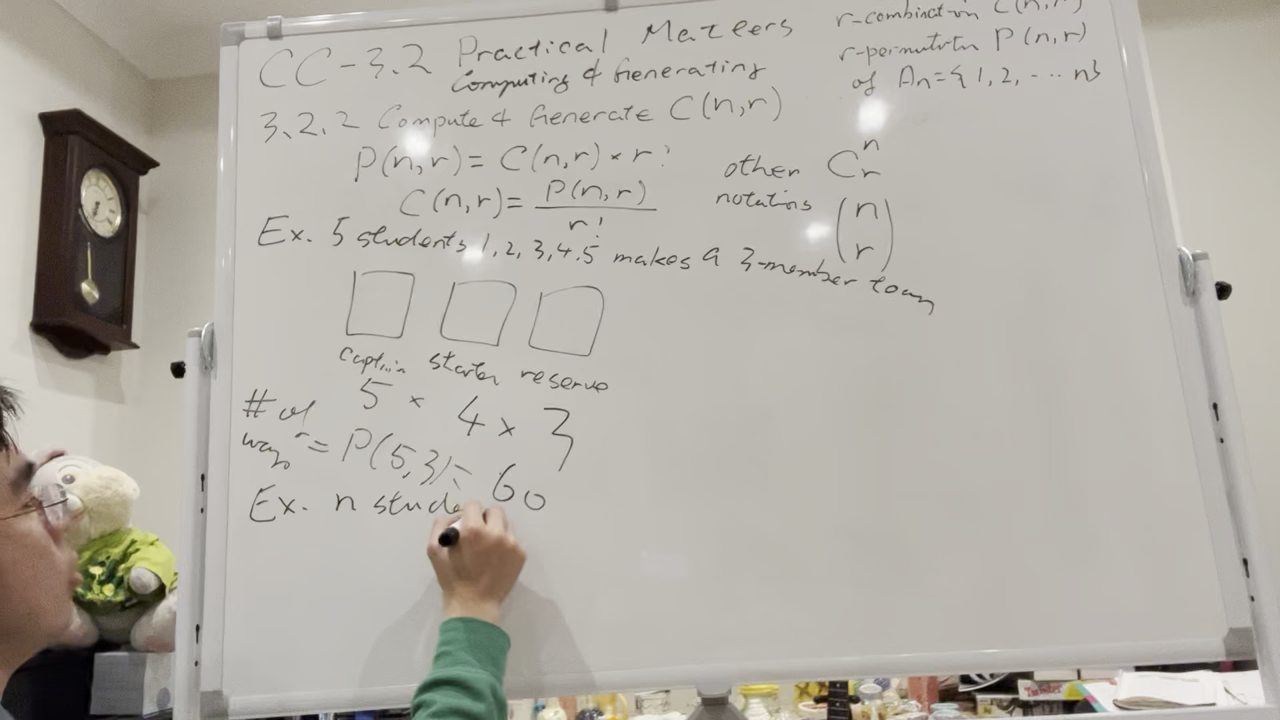 CC-3.2 Practical Matters
Computing & Generating
r-combination C(n,r)
r-permutatn P(n,r)
of An={1,2,...n}
3.2.2 Compute & Generate C(n,r)
P(n,r) = C(n,r) × r!
C(n,r) = P(n,r)
r!
other
notations
C n r
(n r)
Ex. 5 students 1,2,3,4,5 makes a 3-member team
captain starter reserve
5 × 4 × 3
# of
ways = P(5,3) = 60
Ex. n stude